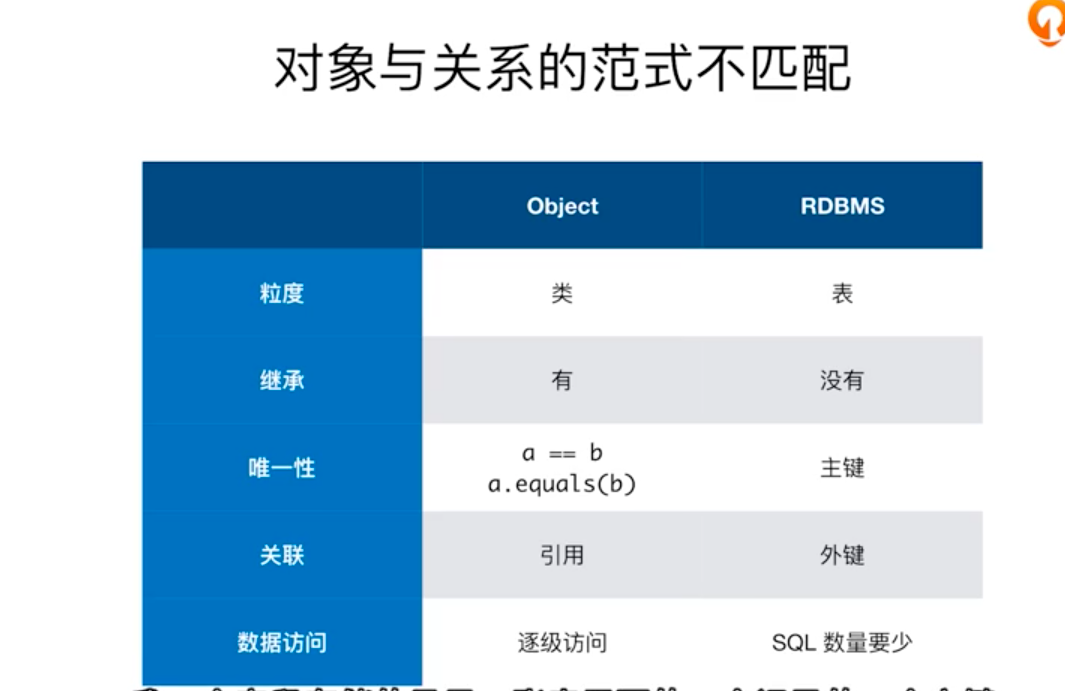 对象与关系的范式不匹配
Object RDBMS
粒度 类 表
继承 有 没有
唯一性 a == b a.equals(b) 主键
关联 引用 外键
数据访问 逐级访问 SQL 数量要少